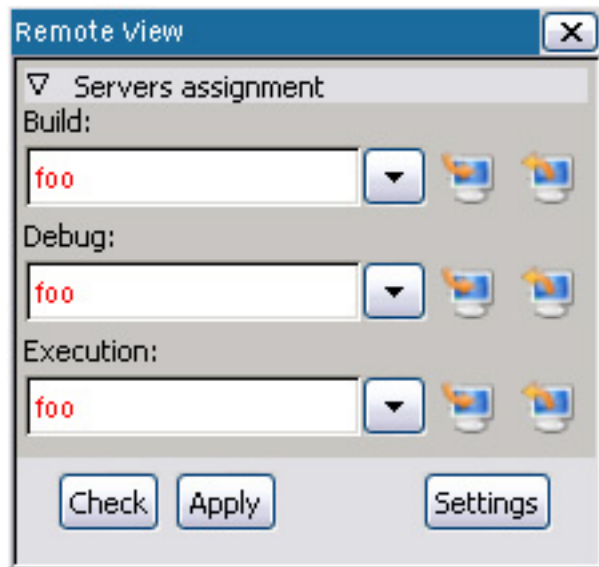 Remote View
Servers assignment
Build:
foo
Debug:
foo
Execution:
foo
Check Apply Settings